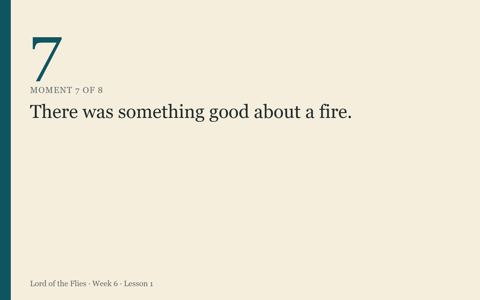 7
MOMENT 7 OF 8
There was something good about a fire.
Lord of the Flies · Week 6 · Lesson 1